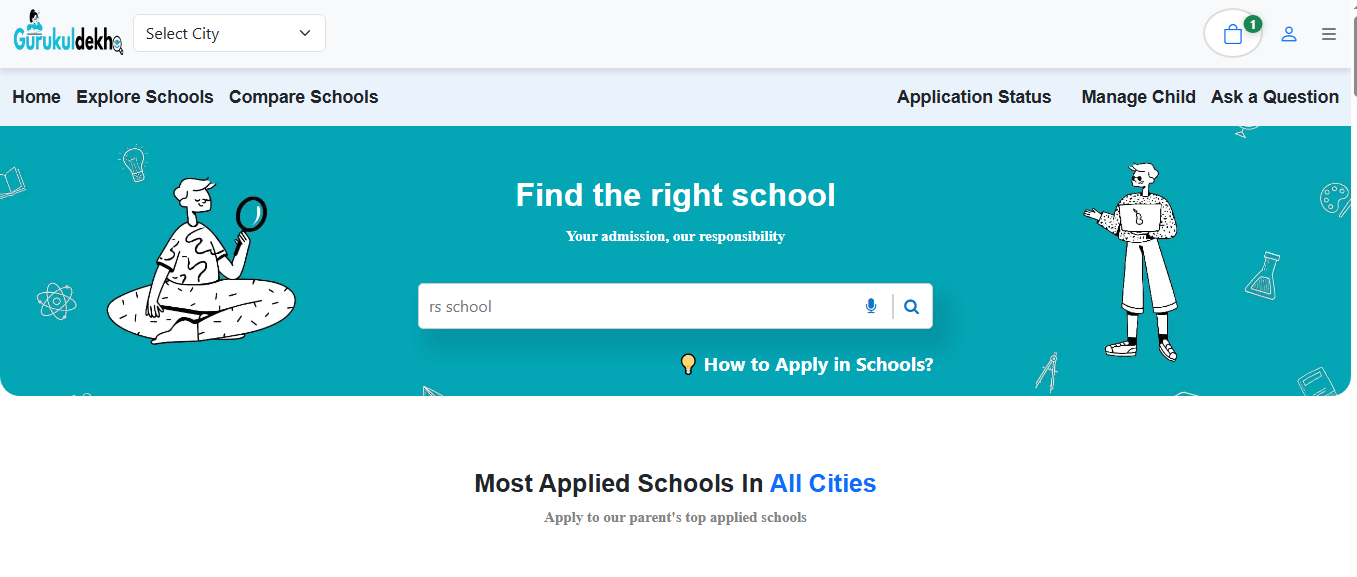 Gurukuldekho
Select City
1
Home Explore Schools Compare Schools Application Status Manage Child Ask a Question
Find the right school
Your admission, our responsibility
rs school
How to Apply in Schools?
Most Applied Schools In All Cities
Apply to our parent's top applied schools